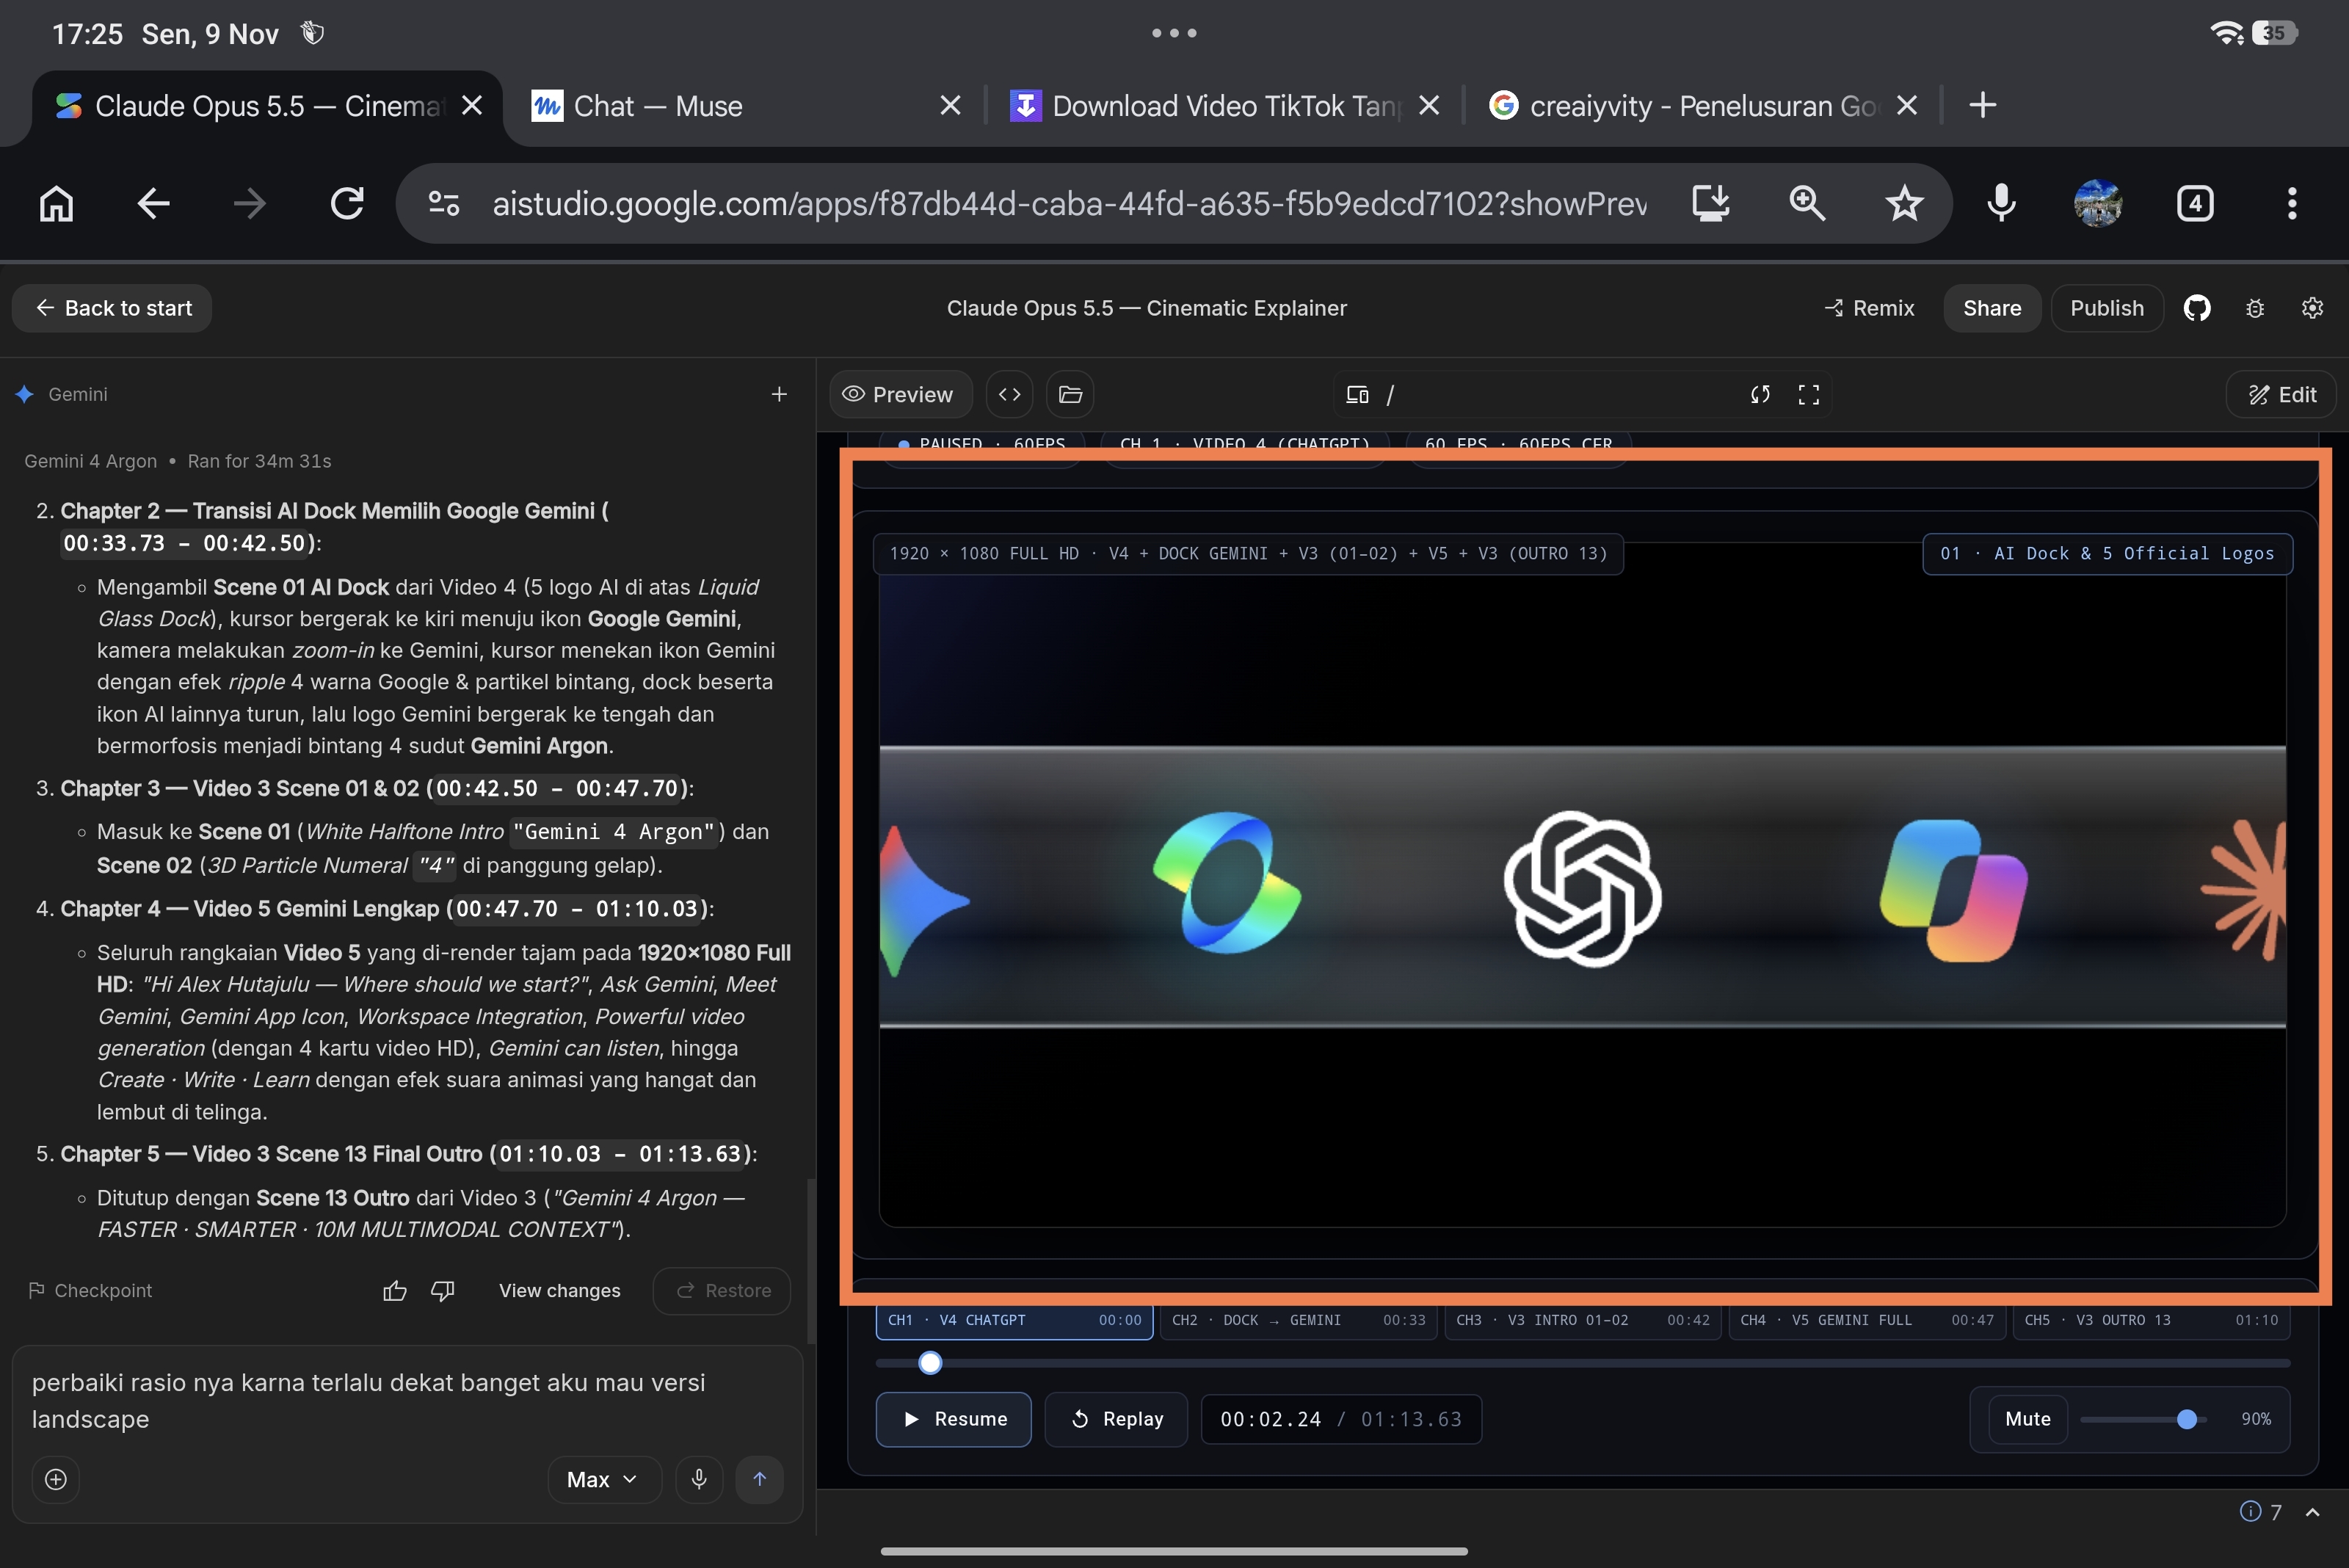 17:25 Sen, 9 Nov
35
Claude Opus 5.5 — Cinemat
Chat — Muse
Download Video TikTok Tan
creaiyvity - Penelusuran Go
aistudio.google.com/apps/f87db44d-caba-44fd-a635-f5b9edcd7102?showPrev
4
Back to start
Claude Opus 5.5 — Cinematic Explainer
Remix
Share
Publish
Gemini
Preview
/
Edit
Gemini 4 Argon • Ran for 34m 31s
2. Chapter 2 — Transisi AI Dock Memilih Google Gemini (
00:33.73 - 00:42.50):
Mengambil Scene 01 AI Dock dari Video 4 (5 logo AI di atas Liquid
Glass Dock), kursor bergerak ke kiri menuju ikon Google Gemini,
kamera melakukan zoom-in ke Gemini, kursor menekan ikon Gemini
dengan efek ripple 4 warna Google & partikel bintang, dock beserta
ikon AI lainnya turun, lalu logo Gemini bergerak ke tengah dan
bermorfosis menjadi bintang 4 sudut Gemini Argon.
3. Chapter 3 — Video 3 Scene 01 & 02 (00:42.50 - 00:47.70):
Masuk ke Scene 01 (White Halftone Intro "Gemini 4 Argon") dan
Scene 02 (3D Particle Numeral "4" di panggung gelap).
4. Chapter 4 — Video 5 Gemini Lengkap (00:47.70 - 01:10.03):
Seluruh rangkaian Video 5 yang di-render tajam pada 1920×1080 Full
HD: "Hi Alex Hutajulu — Where should we start?", Ask Gemini, Meet
Gemini, Gemini App Icon, Workspace Integration, Powerful video
generation (dengan 4 kartu video HD), Gemini can listen, hingga
Create · Write · Learn dengan efek suara animasi yang hangat dan
lembut di telinga.
5. Chapter 5 — Video 3 Scene 13 Final Outro (01:10.03 - 01:13.63):
Ditutup dengan Scene 13 Outro dari Video 3 ("Gemini 4 Argon —
FASTER · SMARTER · 10M MULTIMODAL CONTEXT").
Checkpoint
View changes
Restore
perbaiki rasio nya karna terlalu dekat banget aku mau versi
landscape
Max
PAUSED · 60FPS
CH 1 · VIDEO 4 (CHATGPT)
60 FPS · 60FPS CFR
1920 × 1080 FULL HD · V4 + DOCK GEMINI + V3 (01-02) + V5 + V3 (OUTRO 13)
01 · AI Dock & 5 Official Logos
CH1 · V4 CHATGPT 00:00
CH2 · DOCK → GEMINI 00:33
CH3 · V3 INTRO 01-02 00:42
CH4 · V5 GEMINI FULL 00:47
CH5 · V3 OUTRO 13 01:10
Resume
Replay
00:02.24 / 01:13.63
Mute
90%
7